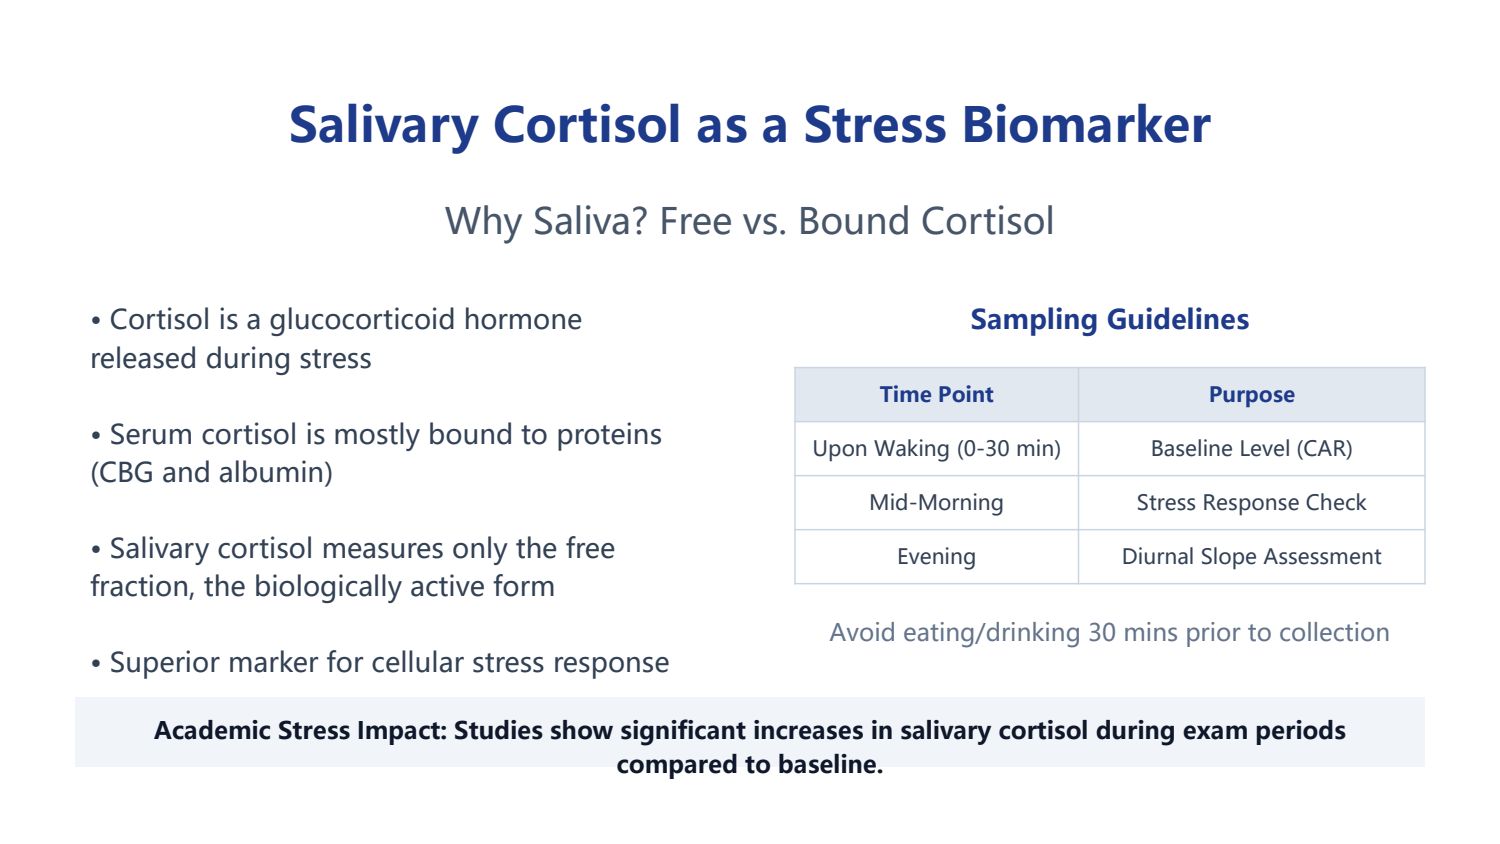 Salivary Cortisol as a Stress Biomarker
Why Saliva? Free vs. Bound Cortisol
• Cortisol is a glucocorticoid hormone
released during stress
• Serum cortisol is mostly bound to proteins
(CBG and albumin)
• Salivary cortisol measures only the free
fraction, the biologically active form
• Superior marker for cellular stress response
Sampling Guidelines
Time Point Purpose
Upon Waking (0-30 min) Baseline Level (CAR)
Mid-Morning Stress Response Check
Evening Diurnal Slope Assessment
Avoid eating/drinking 30 mins prior to collection
Academic Stress Impact: Studies show significant increases in salivary cortisol during exam periods
compared to baseline.